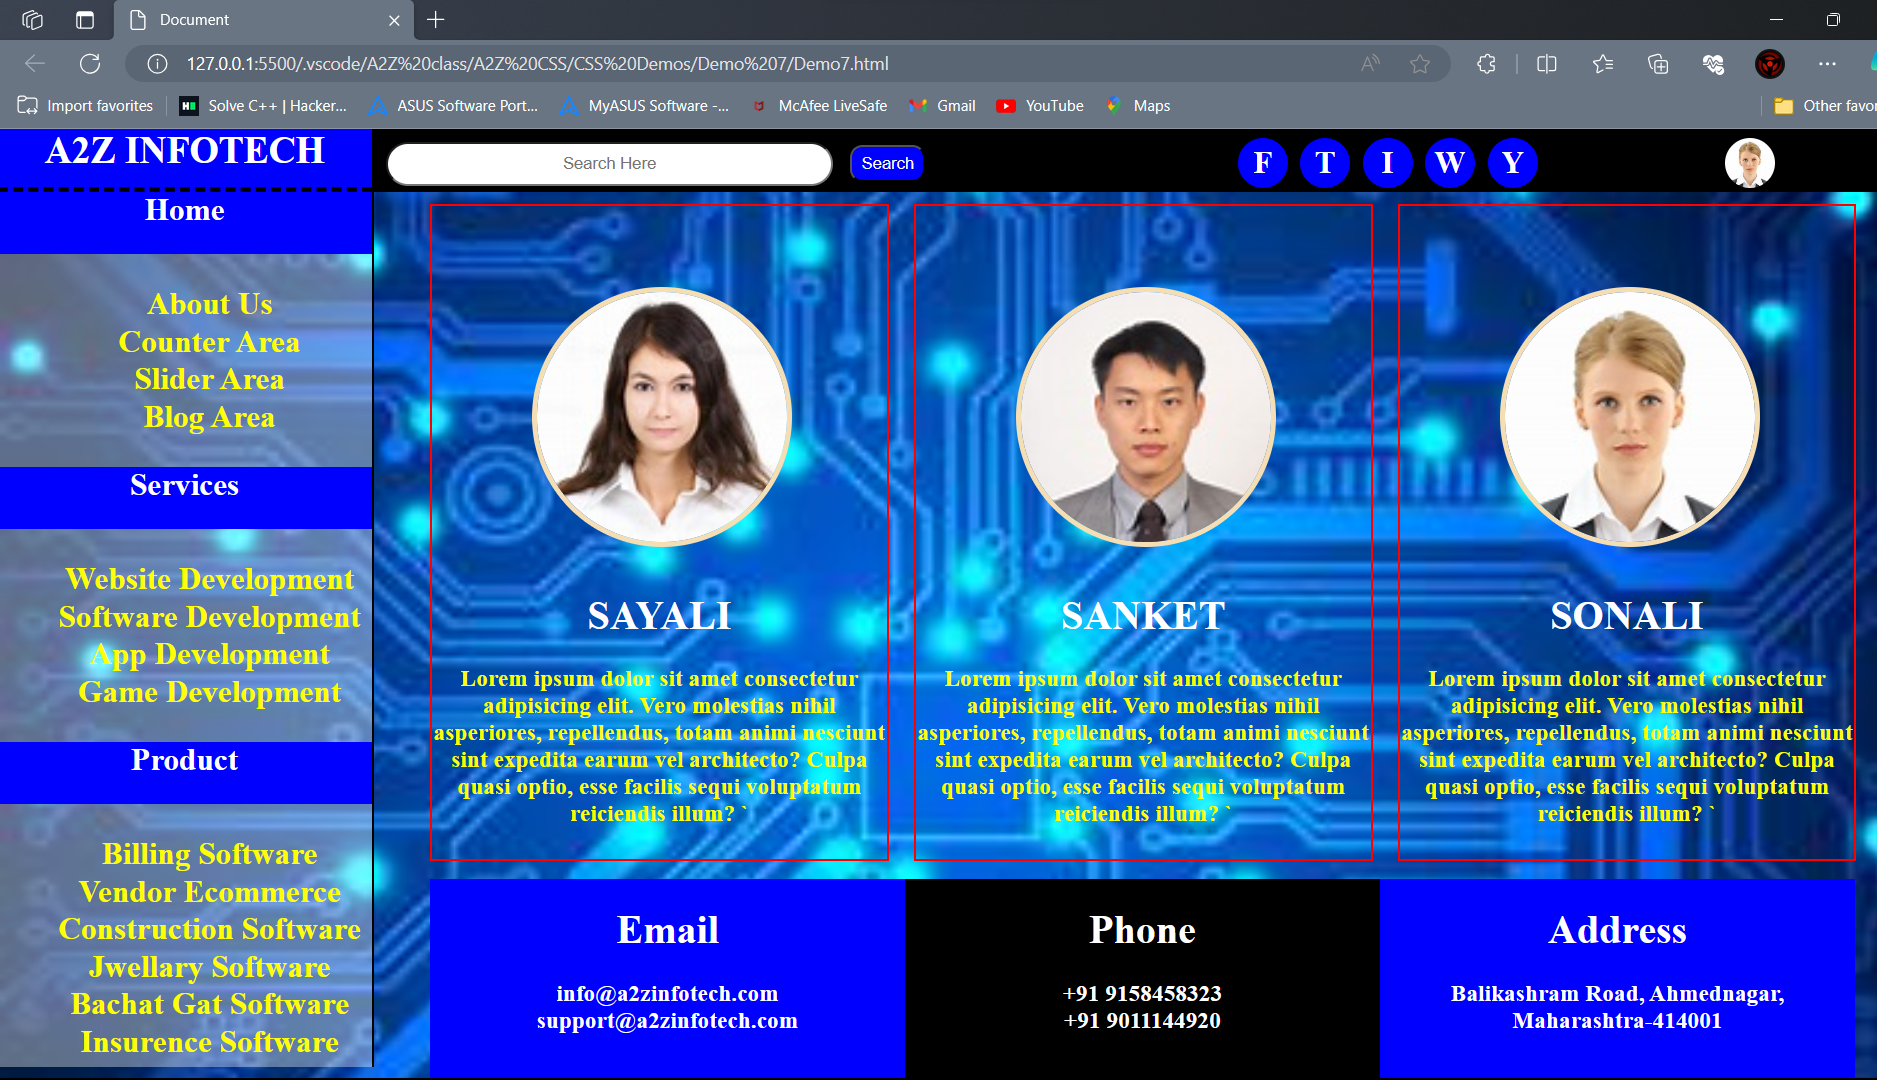 Document
127.0.0.1:5500/.vscode/A2Z%20class/A2Z%20CSS/CSS%20Demos/Demo%207/Demo7.html
Import favorites
Solve C++ | Hacker...
ASUS Software Port...
MyASUS Software -...
McAfee LiveSafe
Gmail
YouTube
Maps
Other favor
A2Z INFOTECH
Search Here
Search
F T I W Y
Home
About Us
Counter Area
Slider Area
Blog Area
Services
Website Development
Software Development
App Development
Game Development
Product
Billing Software
Vendor Ecommerce
Construction Software
Jwellary Software
Bachat Gat Software
Insurence Software
SAYALI
Lorem ipsum dolor sit amet consectetur
adipisicing elit. Vero molestias nihil
asperiores, repellendus, totam animi nesciunt
sint expedita earum vel architecto? Culpa
quasi optio, esse facilis sequi voluptatum
reiciendis illum? `
SANKET
Lorem ipsum dolor sit amet consectetur
adipisicing elit. Vero molestias nihil
asperiores, repellendus, totam animi nesciunt
sint expedita earum vel architecto? Culpa
quasi optio, esse facilis sequi voluptatum
reiciendis illum? `
SONALI
Lorem ipsum dolor sit amet consectetur
adipisicing elit. Vero molestias nihil
asperiores, repellendus, totam animi nesciunt
sint expedita earum vel architecto? Culpa
quasi optio, esse facilis sequi voluptatum
reiciendis illum? `
Email
info@a2zinfotech.com
support@a2zinfotech.com
Phone
+91 9158458323
+91 9011144920
Address
Balikashram Road, Ahmednagar,
Maharashtra-414001